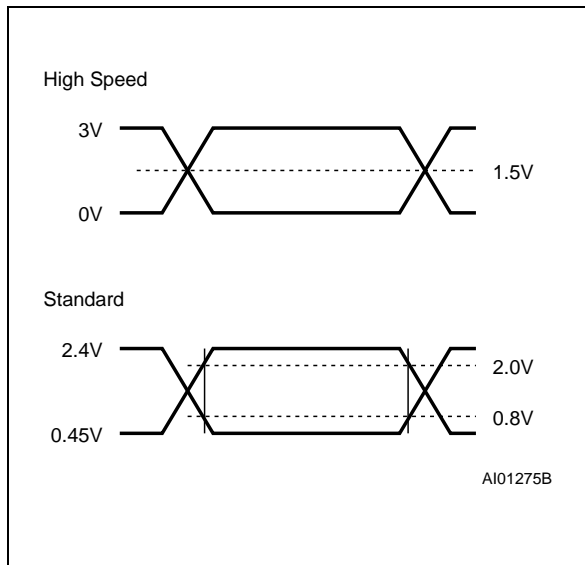 High Speed
3V
1.5V
0V
Standard
2.4V
2.0V
0.8V
0.45V
AI01275B